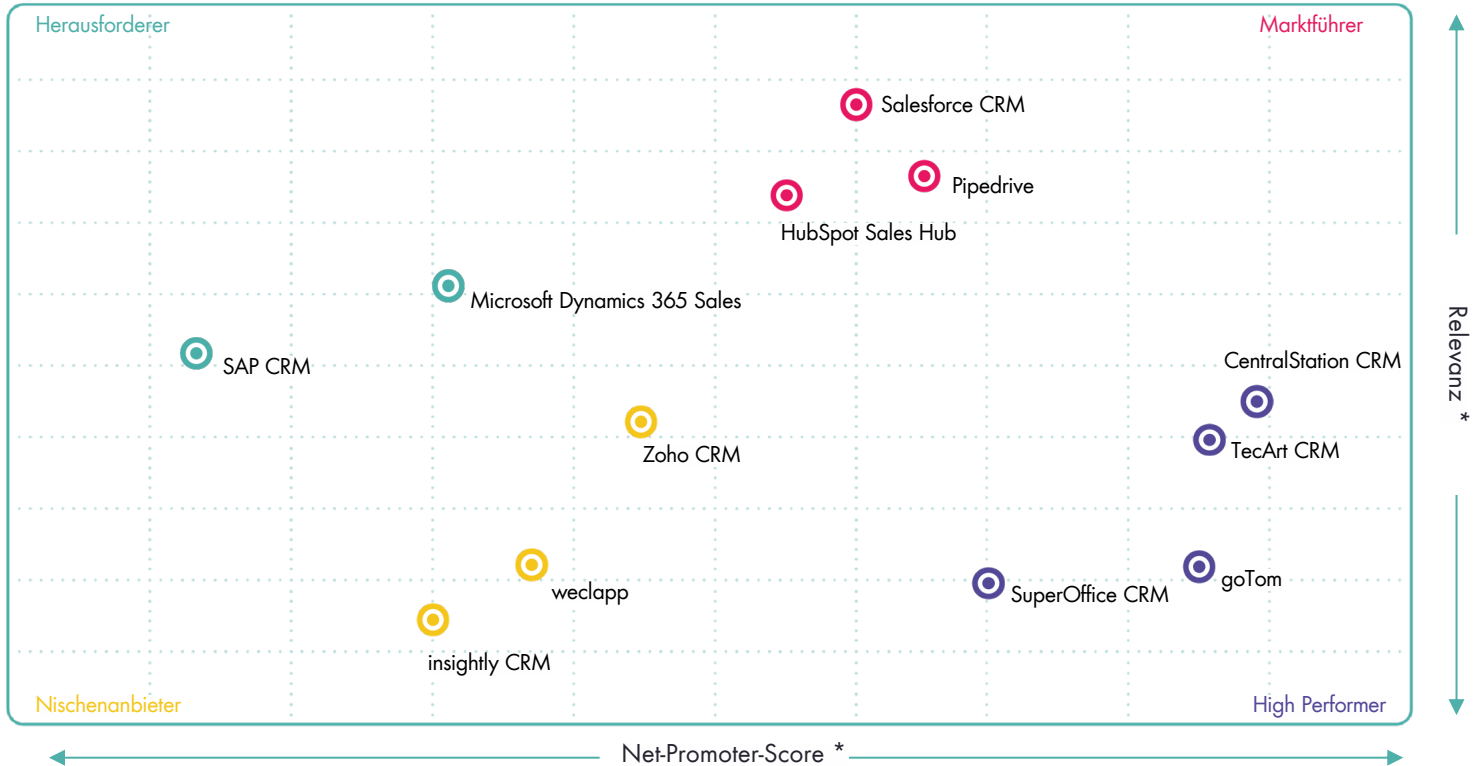 Herausforderer
Marktführer
Salesforce CRM
Pipedrive
HubSpot Sales Hub
Microsoft Dynamics 365 Sales
SAP CRM
CentralStation CRM
Zoho CRM
TecArt CRM
weclapp
goTom
SuperOffice CRM
insightly CRM
Nischenanbieter
High Performer
Net-Promoter-Score *
Relevanz *